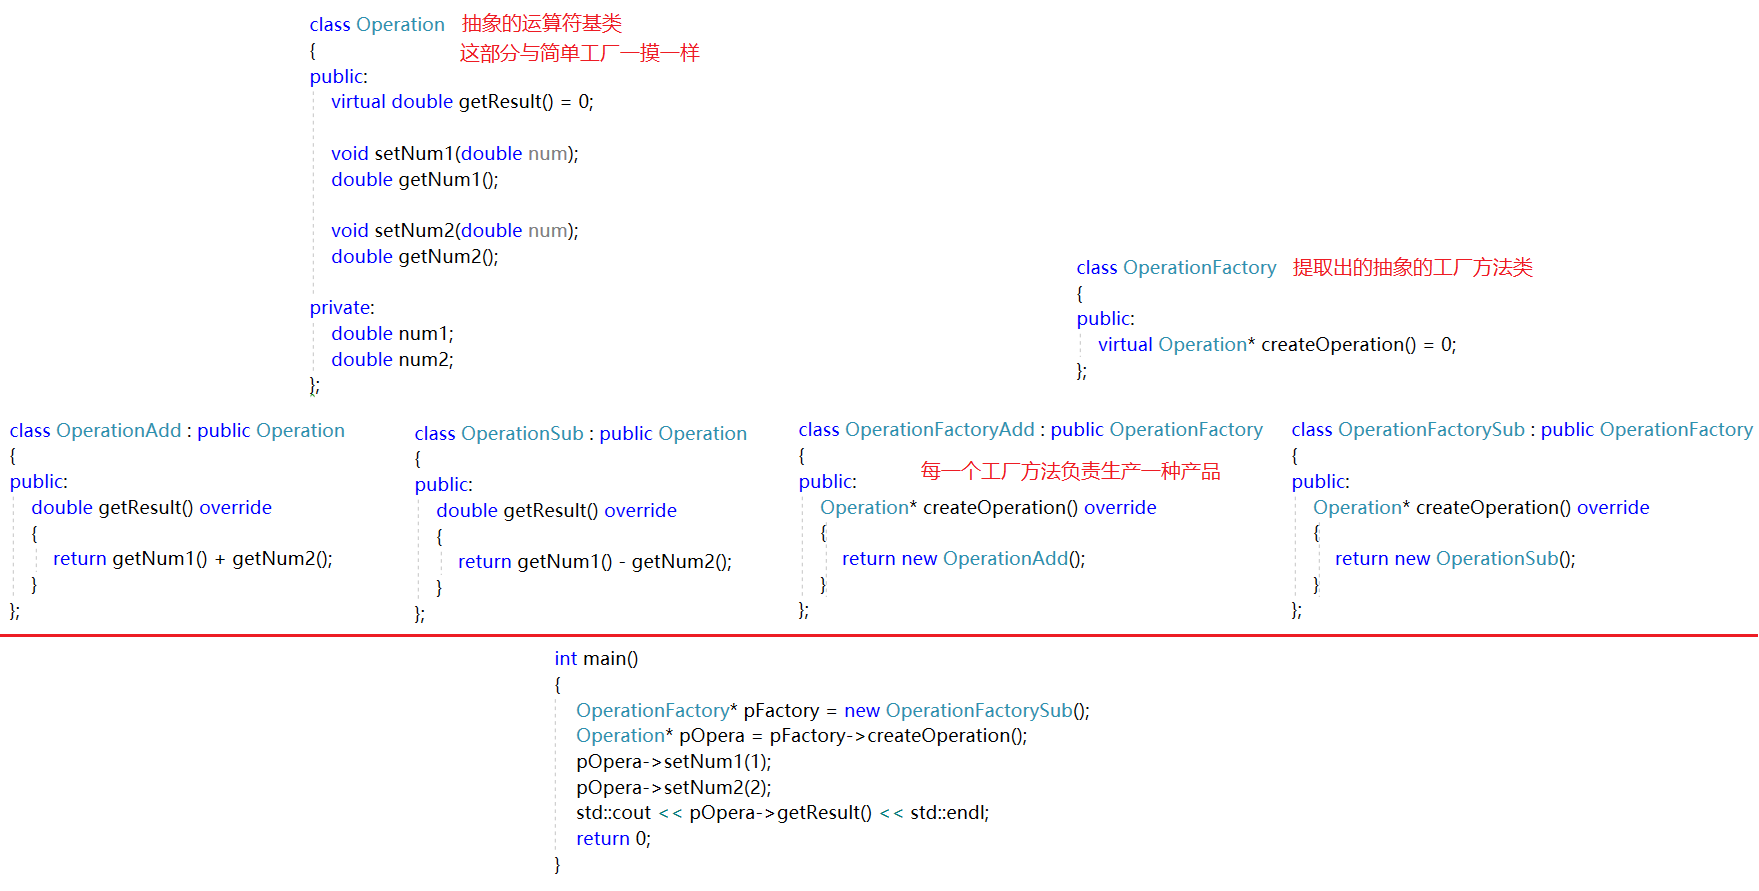 class Operation 抽象的运算符基类
{ 这部分与简单工厂一摸一样
public:
virtual double getResult() = 0;
void setNum1(double num);
double getNum1();
void setNum2(double num);
double getNum2();
private:
double num1;
double num2;
};
class OperationFactory 提取出的抽象的工厂方法类
{
public:
virtual Operation* createOperation() = 0;
};
class OperationAdd : public Operation
{
public:
double getResult() override
{
return getNum1() + getNum2();
}
};
class OperationSub : public Operation
{
public:
double getResult() override
{
return getNum1() - getNum2();
}
};
class OperationFactoryAdd : public OperationFactory
{
每一个工厂方法负责生产一种产品
public:
Operation* createOperation() override
{
return new OperationAdd();
}
};
class OperationFactorySub : public OperationFactory
{
public:
Operation* createOperation() override
{
return new OperationSub();
}
};
int main()
{
OperationFactory* pFactory = new OperationFactorySub();
Operation* pOpera = pFactory->createOperation();
pOpera->setNum1(1);
pOpera->setNum2(2);
std::cout << pOpera->getResult() << std::endl;
return 0;
}